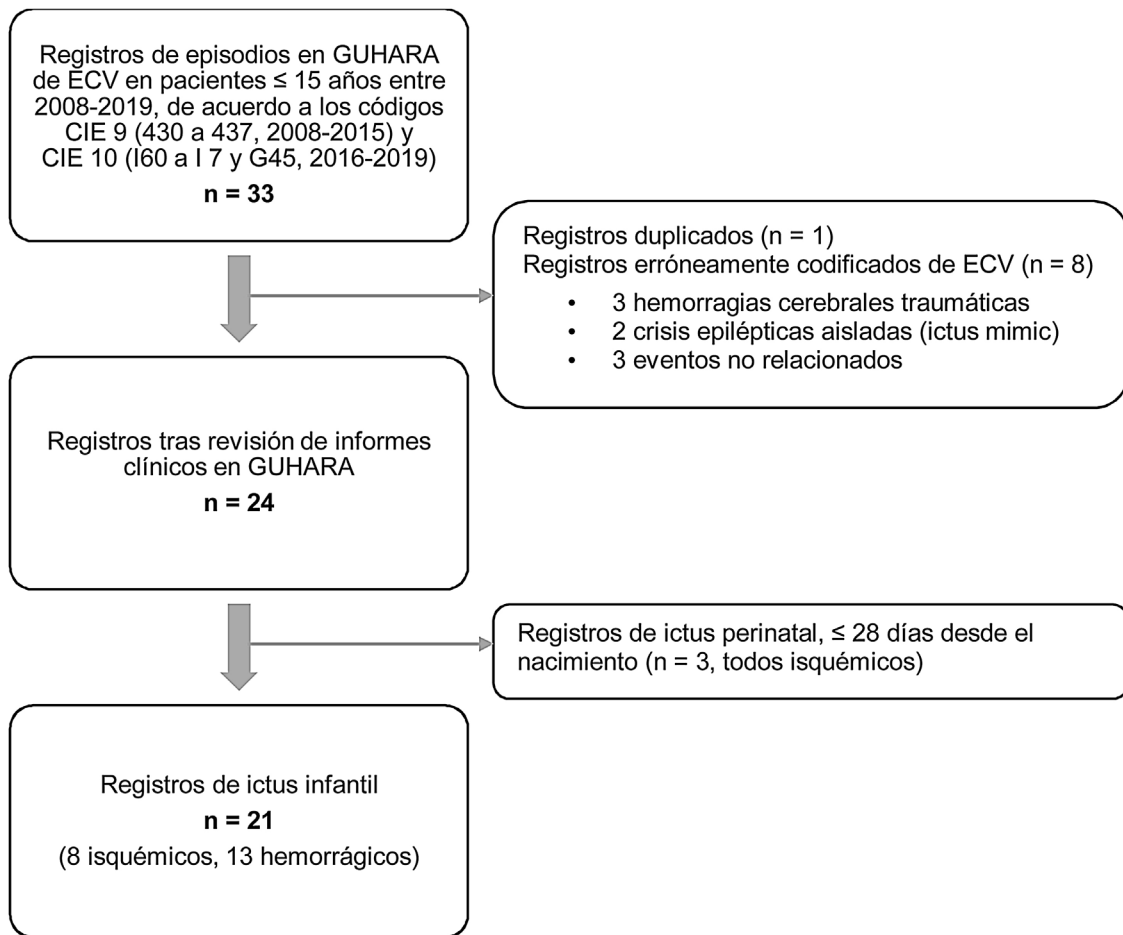 Registros de episodios en GUHARA
de ECV en pacientes ≤ 15 años entre
2008-2019, de acuerdo a los códigos
CIE 9 (430 a 437, 2008-2015) y
CIE 10 (I60 a I 7 y G45, 2016-2019)
n = 33
Registros duplicados (n = 1)
Registros erróneamente codificados de ECV (n = 8)
• 3 hemorragias cerebrales traumáticas
• 2 crisis epilépticas aisladas (ictus mimic)
• 3 eventos no relacionados
Registros tras revisión de informes
clínicos en GUHARA
n = 24
Registros de ictus perinatal, ≤ 28 días desde el
nacimiento (n = 3, todos isquémicos)
Registros de ictus infantil
n = 21
(8 isquémicos, 13 hemorrágicos)